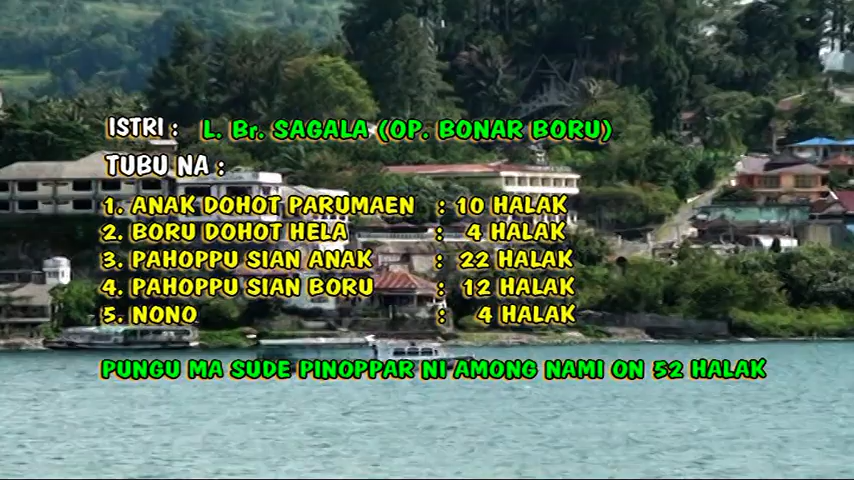 ISTRI : L. Br. SAGALA (OP. BONAR BORU)
TUBU NA :
1. ANAK DOHOT PARUMAEN : 10 HALAK
2. BORU DOHOT HELA : 4 HALAK
3. PAHOPPU SIAN ANAK : 22 HALAK
4. PAHOPPU SIAN BORU : 12 HALAK
5. NONO : 4 HALAK
PUNGU MA SUDE PINOPPAR NI AMONG NAMI ON 52 HALAK